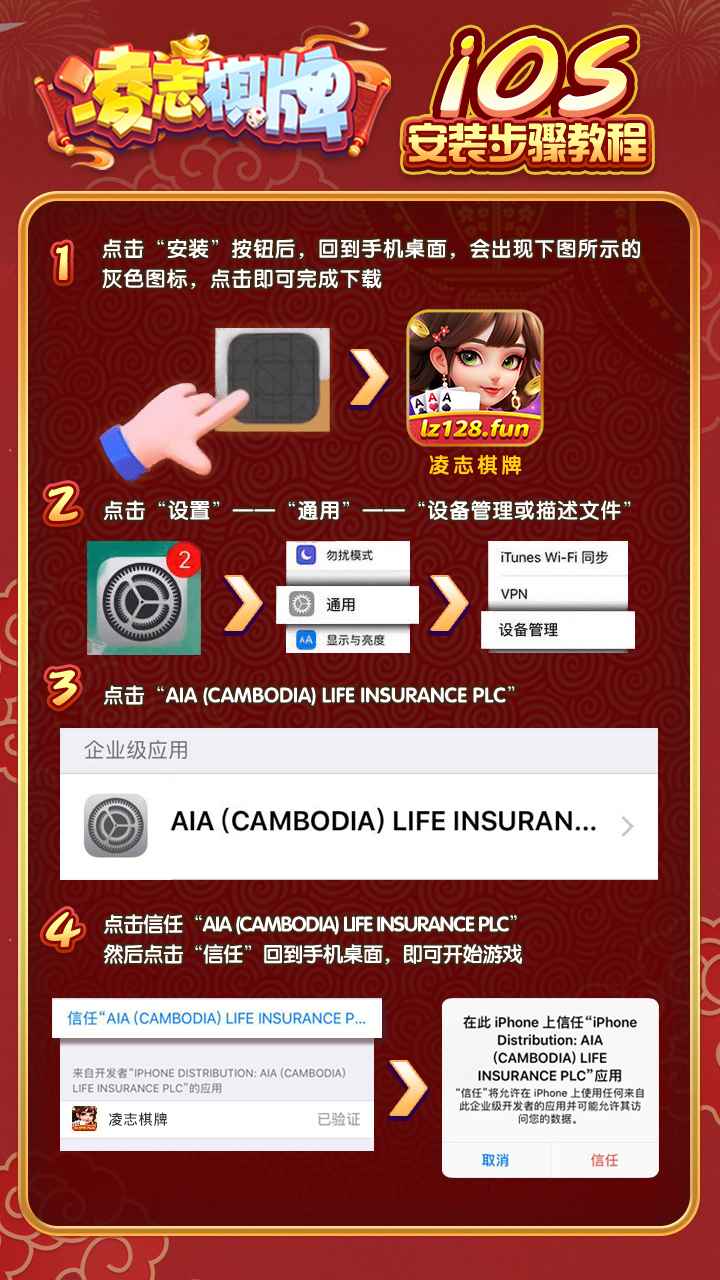 凌志棋牌
iOS
安装步骤教程
1
点击“安装”按钮后，回到手机桌面，会出现下图所示的
灰色图标，点击即可完成下载
A A A
lz128.fun
凌志棋牌
2
点击“设置”——“通用”——“设备管理或描述文件”
2
勿扰模式
通用
AA 显示与亮度
iTunes Wi-Fi 同步
VPN
设备管理
3
点击“AIA (CAMBODIA) LIFE INSURANCE PLC”
企业级应用
AIA (CAMBODIA) LIFE INSURAN...
4
点击信任“AIA (CAMBODIA) LIFE INSURANCE PLC”
然后点击“信任”回到手机桌面，即可开始游戏
信任“AIA (CAMBODIA) LIFE INSURANCE P...
来自开发者“IPHONE DISTRIBUTION: AIA (CAMBODIA)
LIFE INSURANCE PLC”的应用
凌志棋牌
已验证
在此 iPhone 上信任“iPhone
Distribution: AIA
(CAMBODIA) LIFE
INSURANCE PLC”应用
“信任”将允许在 iPhone 上使用任何来自
此企业级开发者的应用并可能允许其访
问您的数据。
取消
信任